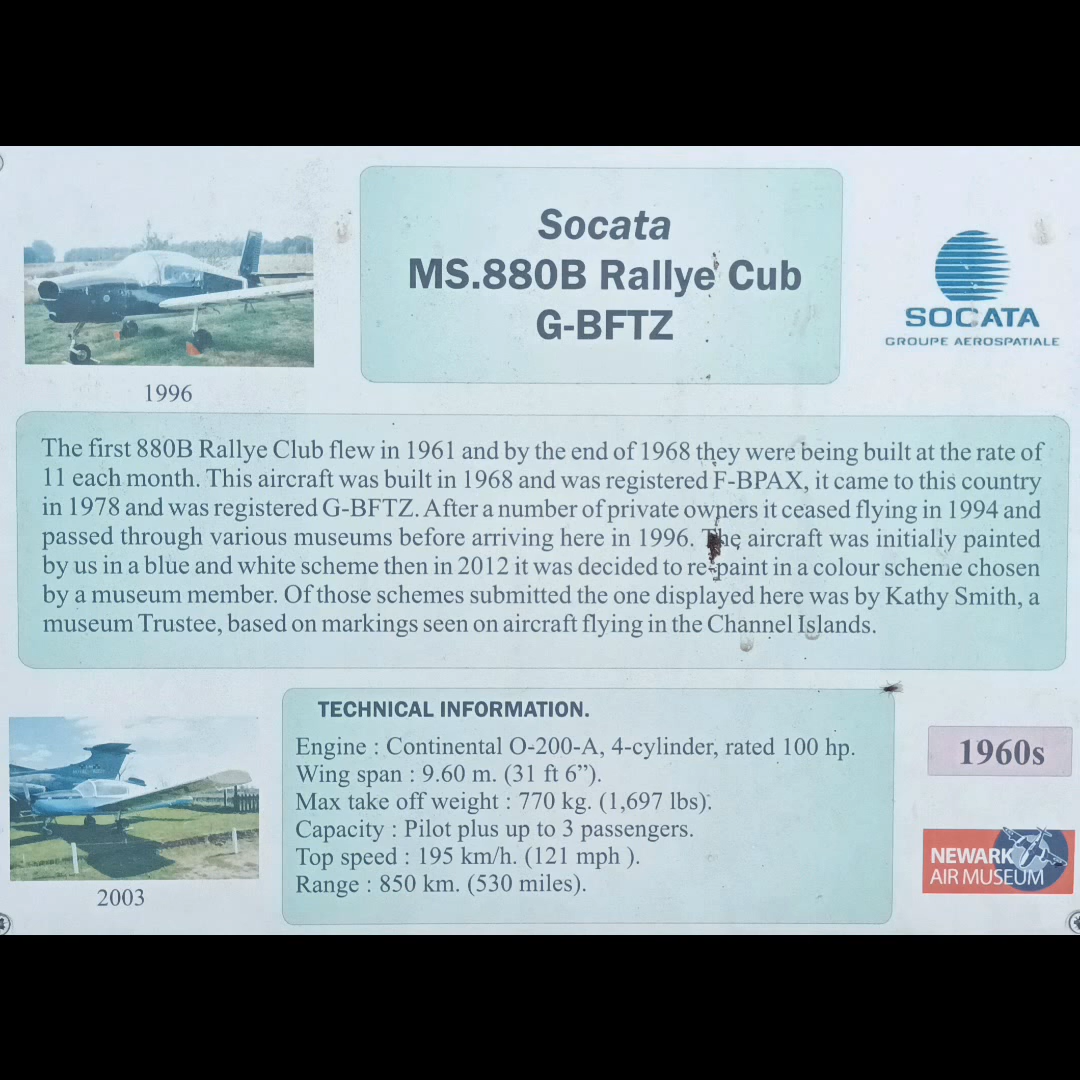 Socata
MS.880B Rallye Cub
G-BFTZ
SOCATA
GROUPE AEROSPATIALE
1996
The first 880B Rallye Club flew in 1961 and by the end of 1968 they were being built at the rate of
11 each month. This aircraft was built in 1968 and was registered F-BPAX, it came to this country
in 1978 and was registered G-BFTZ. After a number of private owners it ceased flying in 1994 and
passed through various museums before arriving here in 1996. The aircraft was initially painted
by us in a blue and white scheme then in 2012 it was decided to re-paint in a colour scheme chosen
by a museum member. Of those schemes submitted the one displayed here was by Kathy Smith, a
museum Trustee, based on markings seen on aircraft flying in the Channel Islands.
2003
TECHNICAL INFORMATION.
Engine : Continental O-200-A, 4-cylinder, rated 100 hp.
Wing span : 9.60 m. (31 ft 6”).
Max take off weight : 770 kg. (1,697 lbs).
Capacity : Pilot plus up to 3 passengers.
Top speed : 195 km/h. (121 mph ).
Range : 850 km. (530 miles).
1960s
NEWARK
AIR MUSEUM